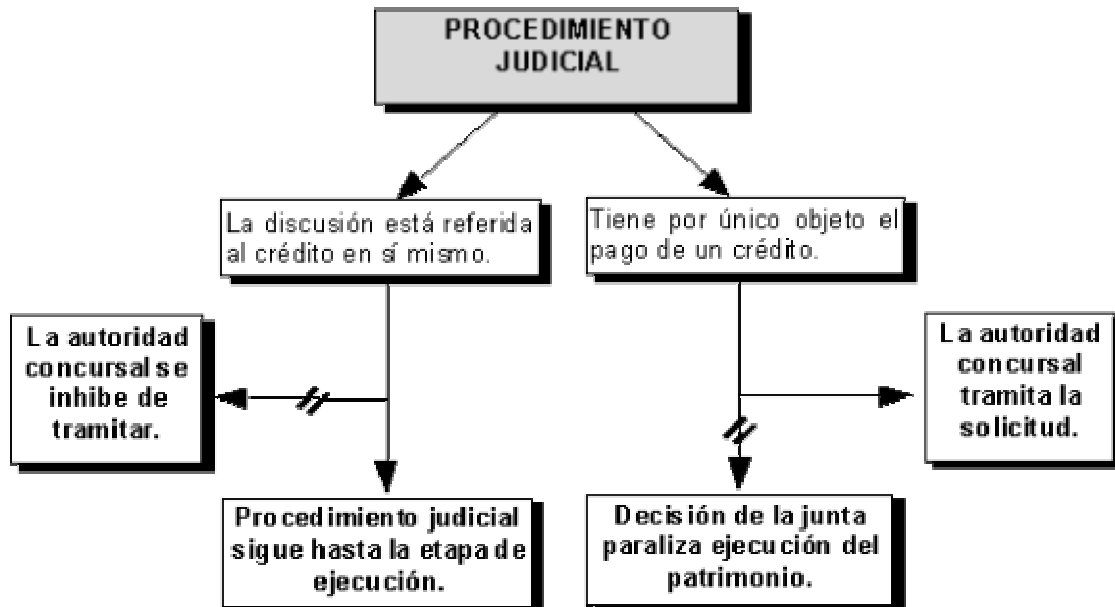 PROCEDIMIENTO
JUDICIAL
La discusión está referida
al crédito en sí mismo.
Tiene por único objeto el
pago de un crédito.
La autoridad
concursal se
inhibe de
tramitar.
La autoridad
concursal
tramita la
solicitud.
Procedimiento judicial
sigue hasta la etapa de
ejecución.
Decisión de la junta
paraliza ejecución del
patrimonio.